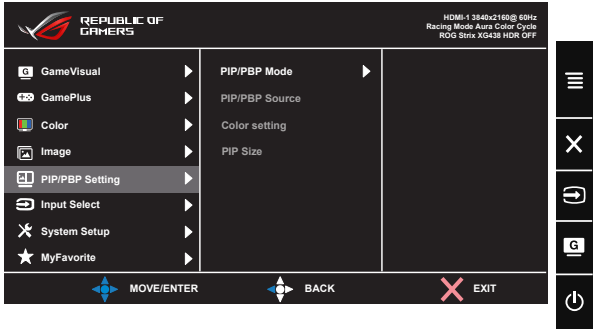 REPUBLIC OF
GAMERS
HDMI-1 3840x2160@ 60Hz
Racing Mode Aura Color Cycle
ROG Strix XG438 HDR OFF
G GameVisual
GamePlus
Color
Image
PIP/PBP Setting
Input Select
System Setup
MyFavorite
PIP/PBP Mode
PIP/PBP Source
Color setting
PIP Size
MOVE/ENTER
BACK
EXIT
G